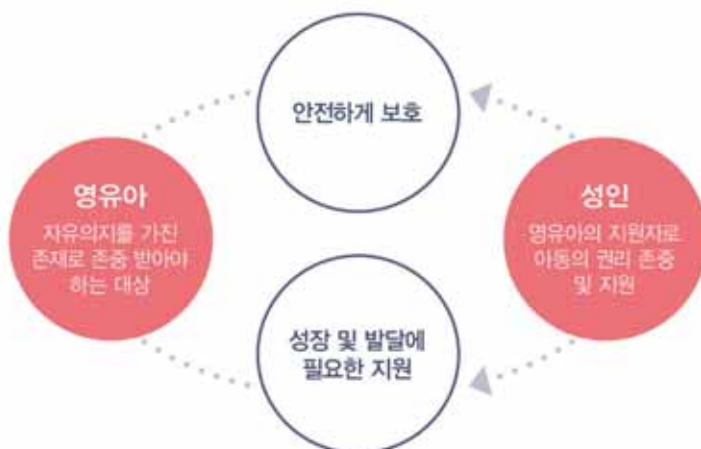 안전하게 보호
영유아
자유의지를 가진
존재로 존중 받아야
하는 대상
성인
영유아의 지원자로
아동의 권리 존중
및 지원
성장 및 발달에
필요한 지원